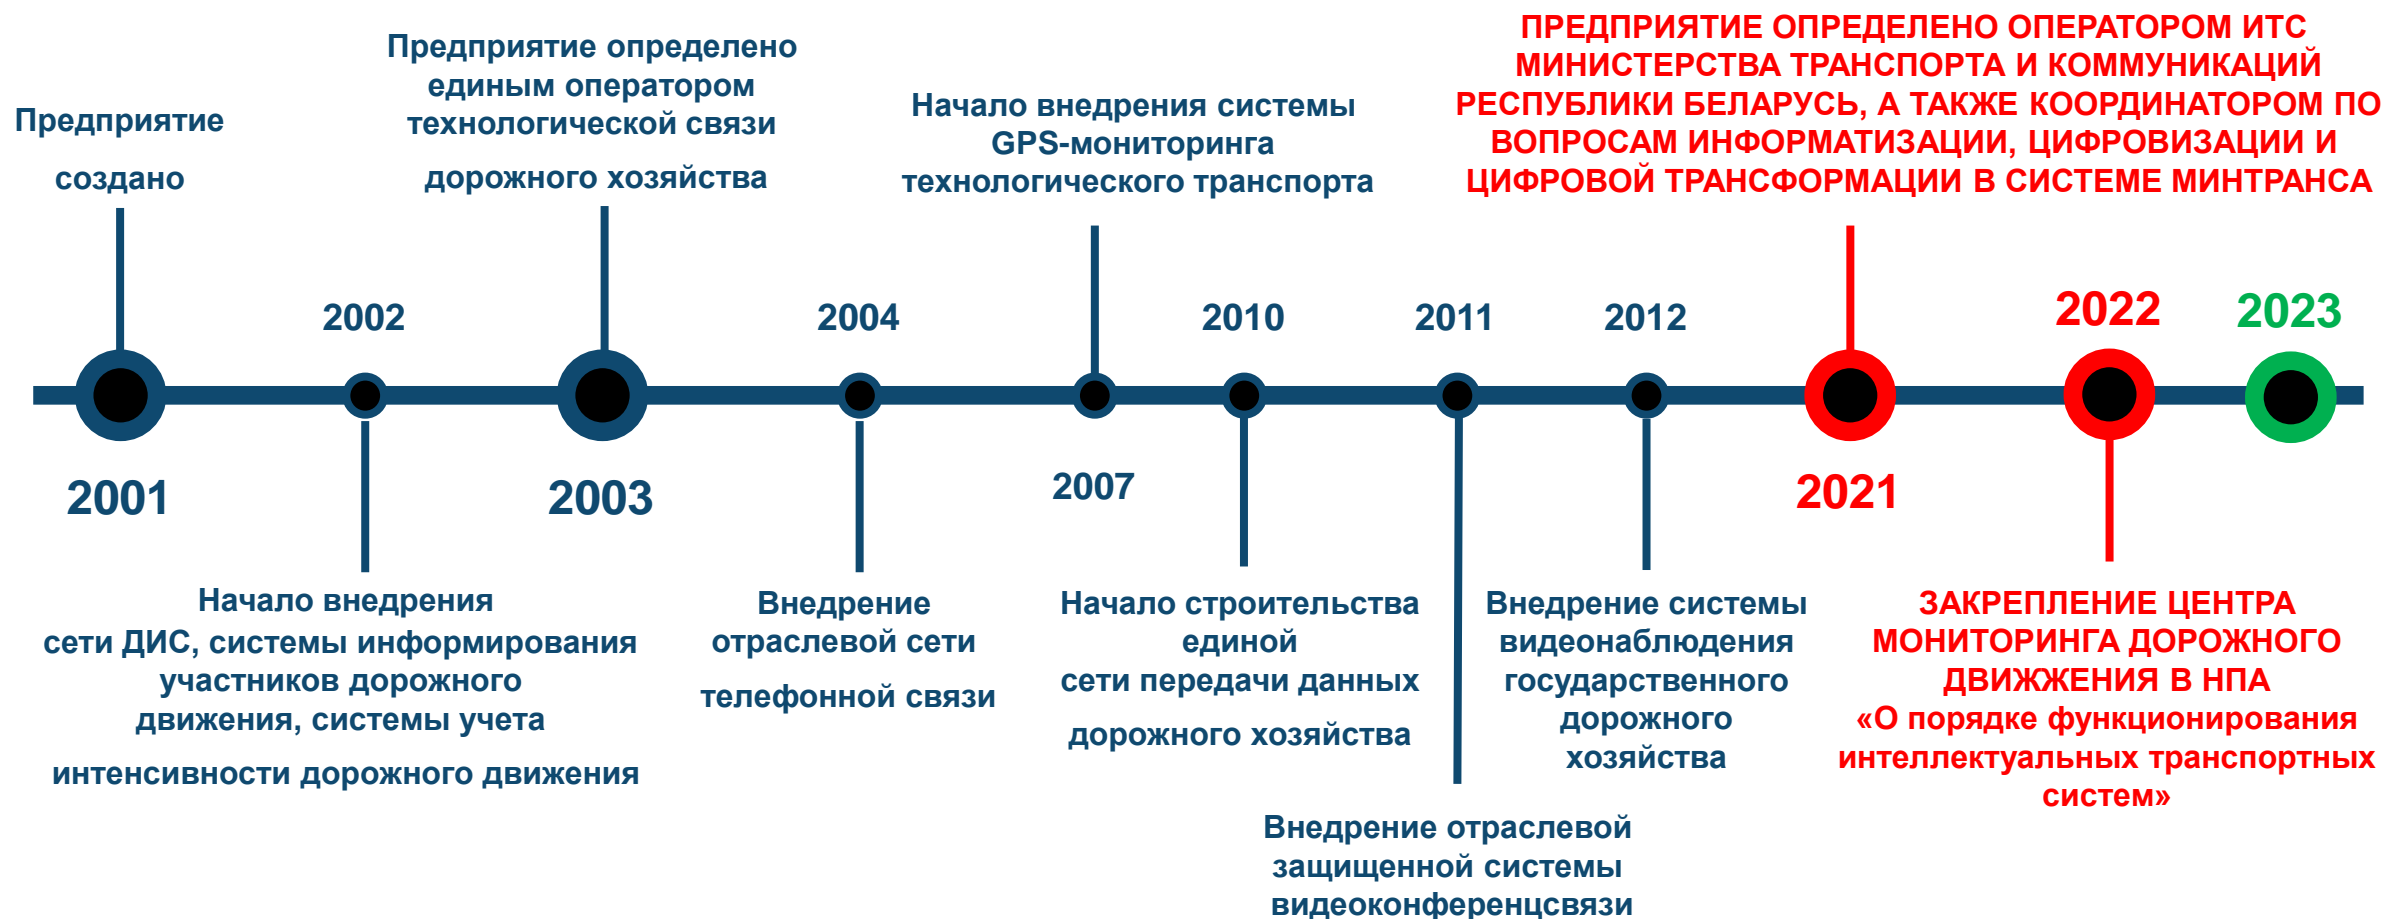 Предприятие
создано
2001
2002
Начало внедрения
сети ДИС, системы информирования
участников дорожного
движения, системы учета
интенсивности дорожного движения
Предприятие определено
единым оператором
технологической связи
дорожного хозяйства
2003
2004
Внедрение
отраслевой сети
телефонной связи
Начало внедрения системы
GPS-мониторинга
технологического транспорта
2007
2010
Начало строительства
единой
сети передачи данных
дорожного хозяйства
2011
Внедрение отраслевой
защищенной системы
видеоконференцсвязи
2012
Внедрение системы
видеонаблюдения
государственного
дорожного
хозяйства
ПРЕДПРИЯТИЕ ОПРЕДЕЛЕНО ОПЕРАТОРОМ ИТС
МИНИСТЕРСТВА ТРАНСПОРТА И КОММУНИКАЦИЙ
РЕСПУБЛИКИ БЕЛАРУСЬ, А ТАКЖЕ КООРДИНАТОРОМ ПО
ВОПРОСАМ ИНФОРМАТИЗАЦИИ, ЦИФРОВИЗАЦИИ И
ЦИФРОВОЙ ТРАНСФОРМАЦИИ В СИСТЕМЕ МИНТРАНСА
2021
2022
ЗАКРЕПЛЕНИЕ ЦЕНТРА
МОНИТОРИНГА ДОРОЖНОГО
ДВИЖЖЕНИЯ В НПА
«О порядке функционирования
интеллектуальных транспортных
систем»
2023